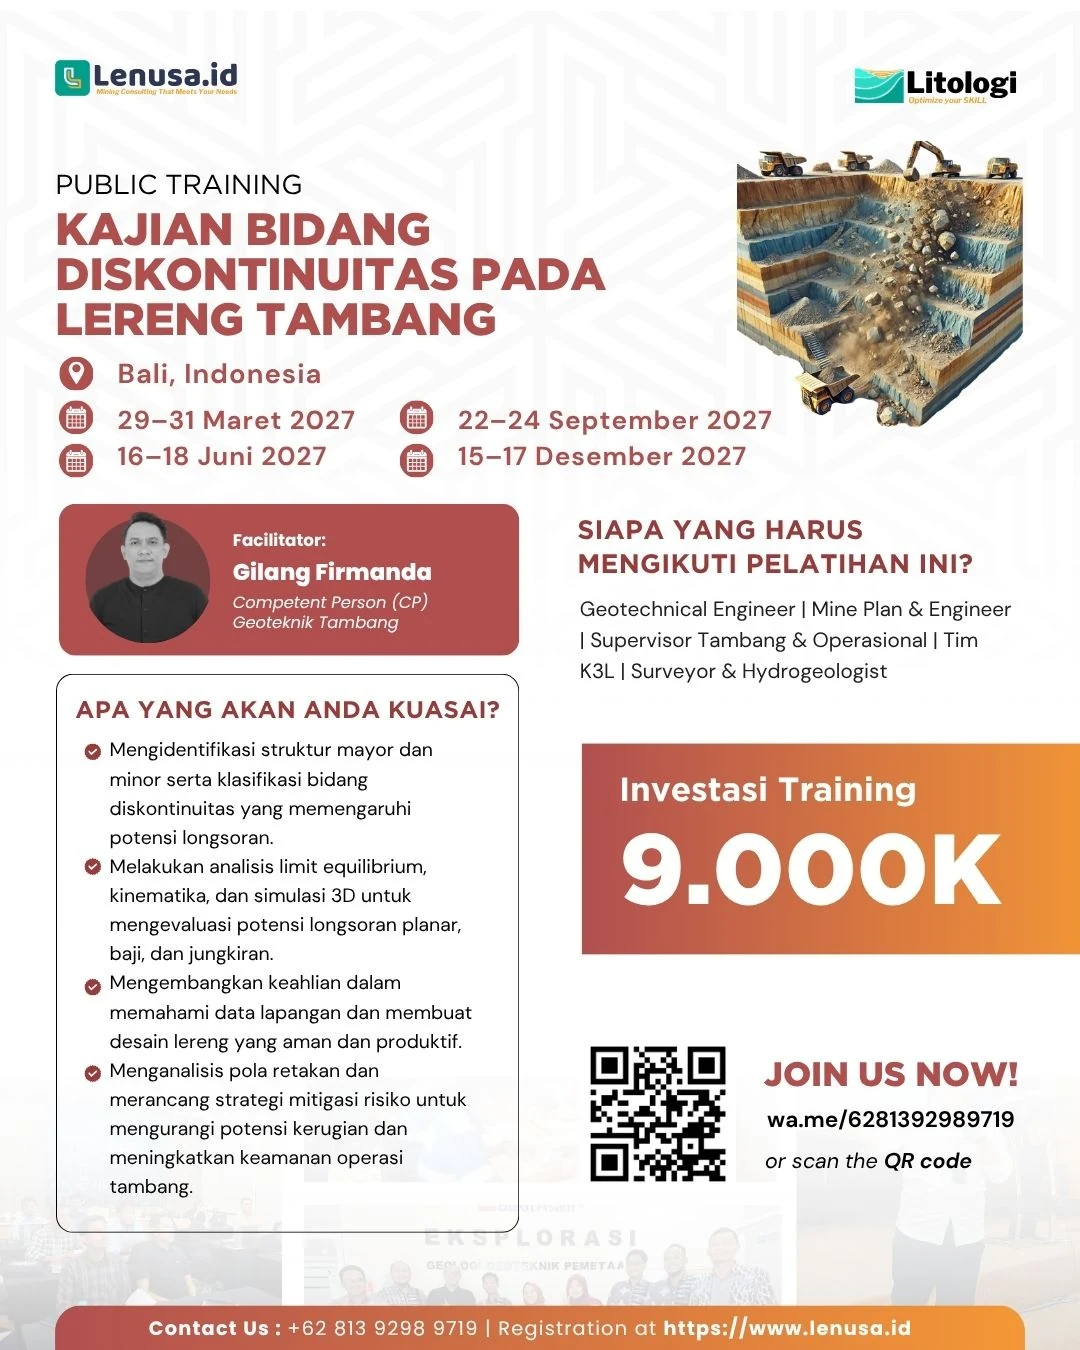 Lenusa.id
Mining Consulting That Meets Your Needs
Litologi
Optimize your SKILL
PUBLIC TRAINING
KAJIAN BIDANG
DISKONTINUITAS PADA
LERENG TAMBANG
Bali, Indonesia
29–31 Maret 2027
22–24 September 2027
16–18 Juni 2027
15–17 Desember 2027
Facilitator:
Gilang Firmanda
Competent Person (CP)
Geoteknik Tambang
SIAPA YANG HARUS
MENGIKUTI PELATIHAN INI?
Geotechnical Engineer | Mine Plan & Engineer
| Supervisor Tambang & Operasional | Tim
K3L | Surveyor & Hydrogeologist
APA YANG AKAN ANDA KUASAI?
Mengidentifikasi struktur mayor dan
minor serta klasifikasi bidang
diskontinuitas yang memengaruhi
potensi longsoran.
Melakukan analisis limit equilibrium,
kinematika, dan simulasi 3D untuk
mengevaluasi potensi longsoran planar,
baji, dan jungkiran.
Mengembangkan keahlian dalam
memahami data lapangan dan membuat
desain lereng yang aman dan produktif.
Menganalisis pola retakan dan
merancang strategi mitigasi risiko untuk
mengurangi potensi kerugian dan
meningkatkan keamanan operasi
tambang.
Investasi Training
9.000K
JOIN US NOW!
wa.me/6281392989719
or scan the QR code
EKSPLORASI
GEOLOGI GEOTEKNIK PEMETAA
Contact Us : +62 813 9298 9719 | Registration at https://www.lenusa.id